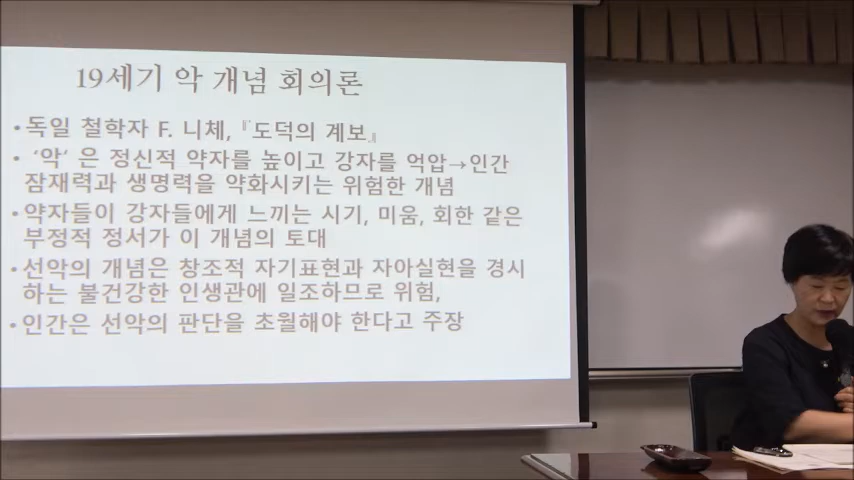 19세기 악 개념 회의론
•독일 철학자 F. 니체, 『도덕의 계보』
• ‘악‘ 은 정신적 약자를 높이고 강자를 억압→인간
잠재력과 생명력을 약화시키는 위험한 개념
•약자들이 강자들에게 느끼는 시기, 미움, 회한 같은
부정적 정서가 이 개념의 토대
•선악의 개념은 창조적 자기표현과 자아실현을 경시
하는 불건강한 인생관에 일조하므로 위험,
•인간은 선악의 판단을 초월해야 한다고 주장